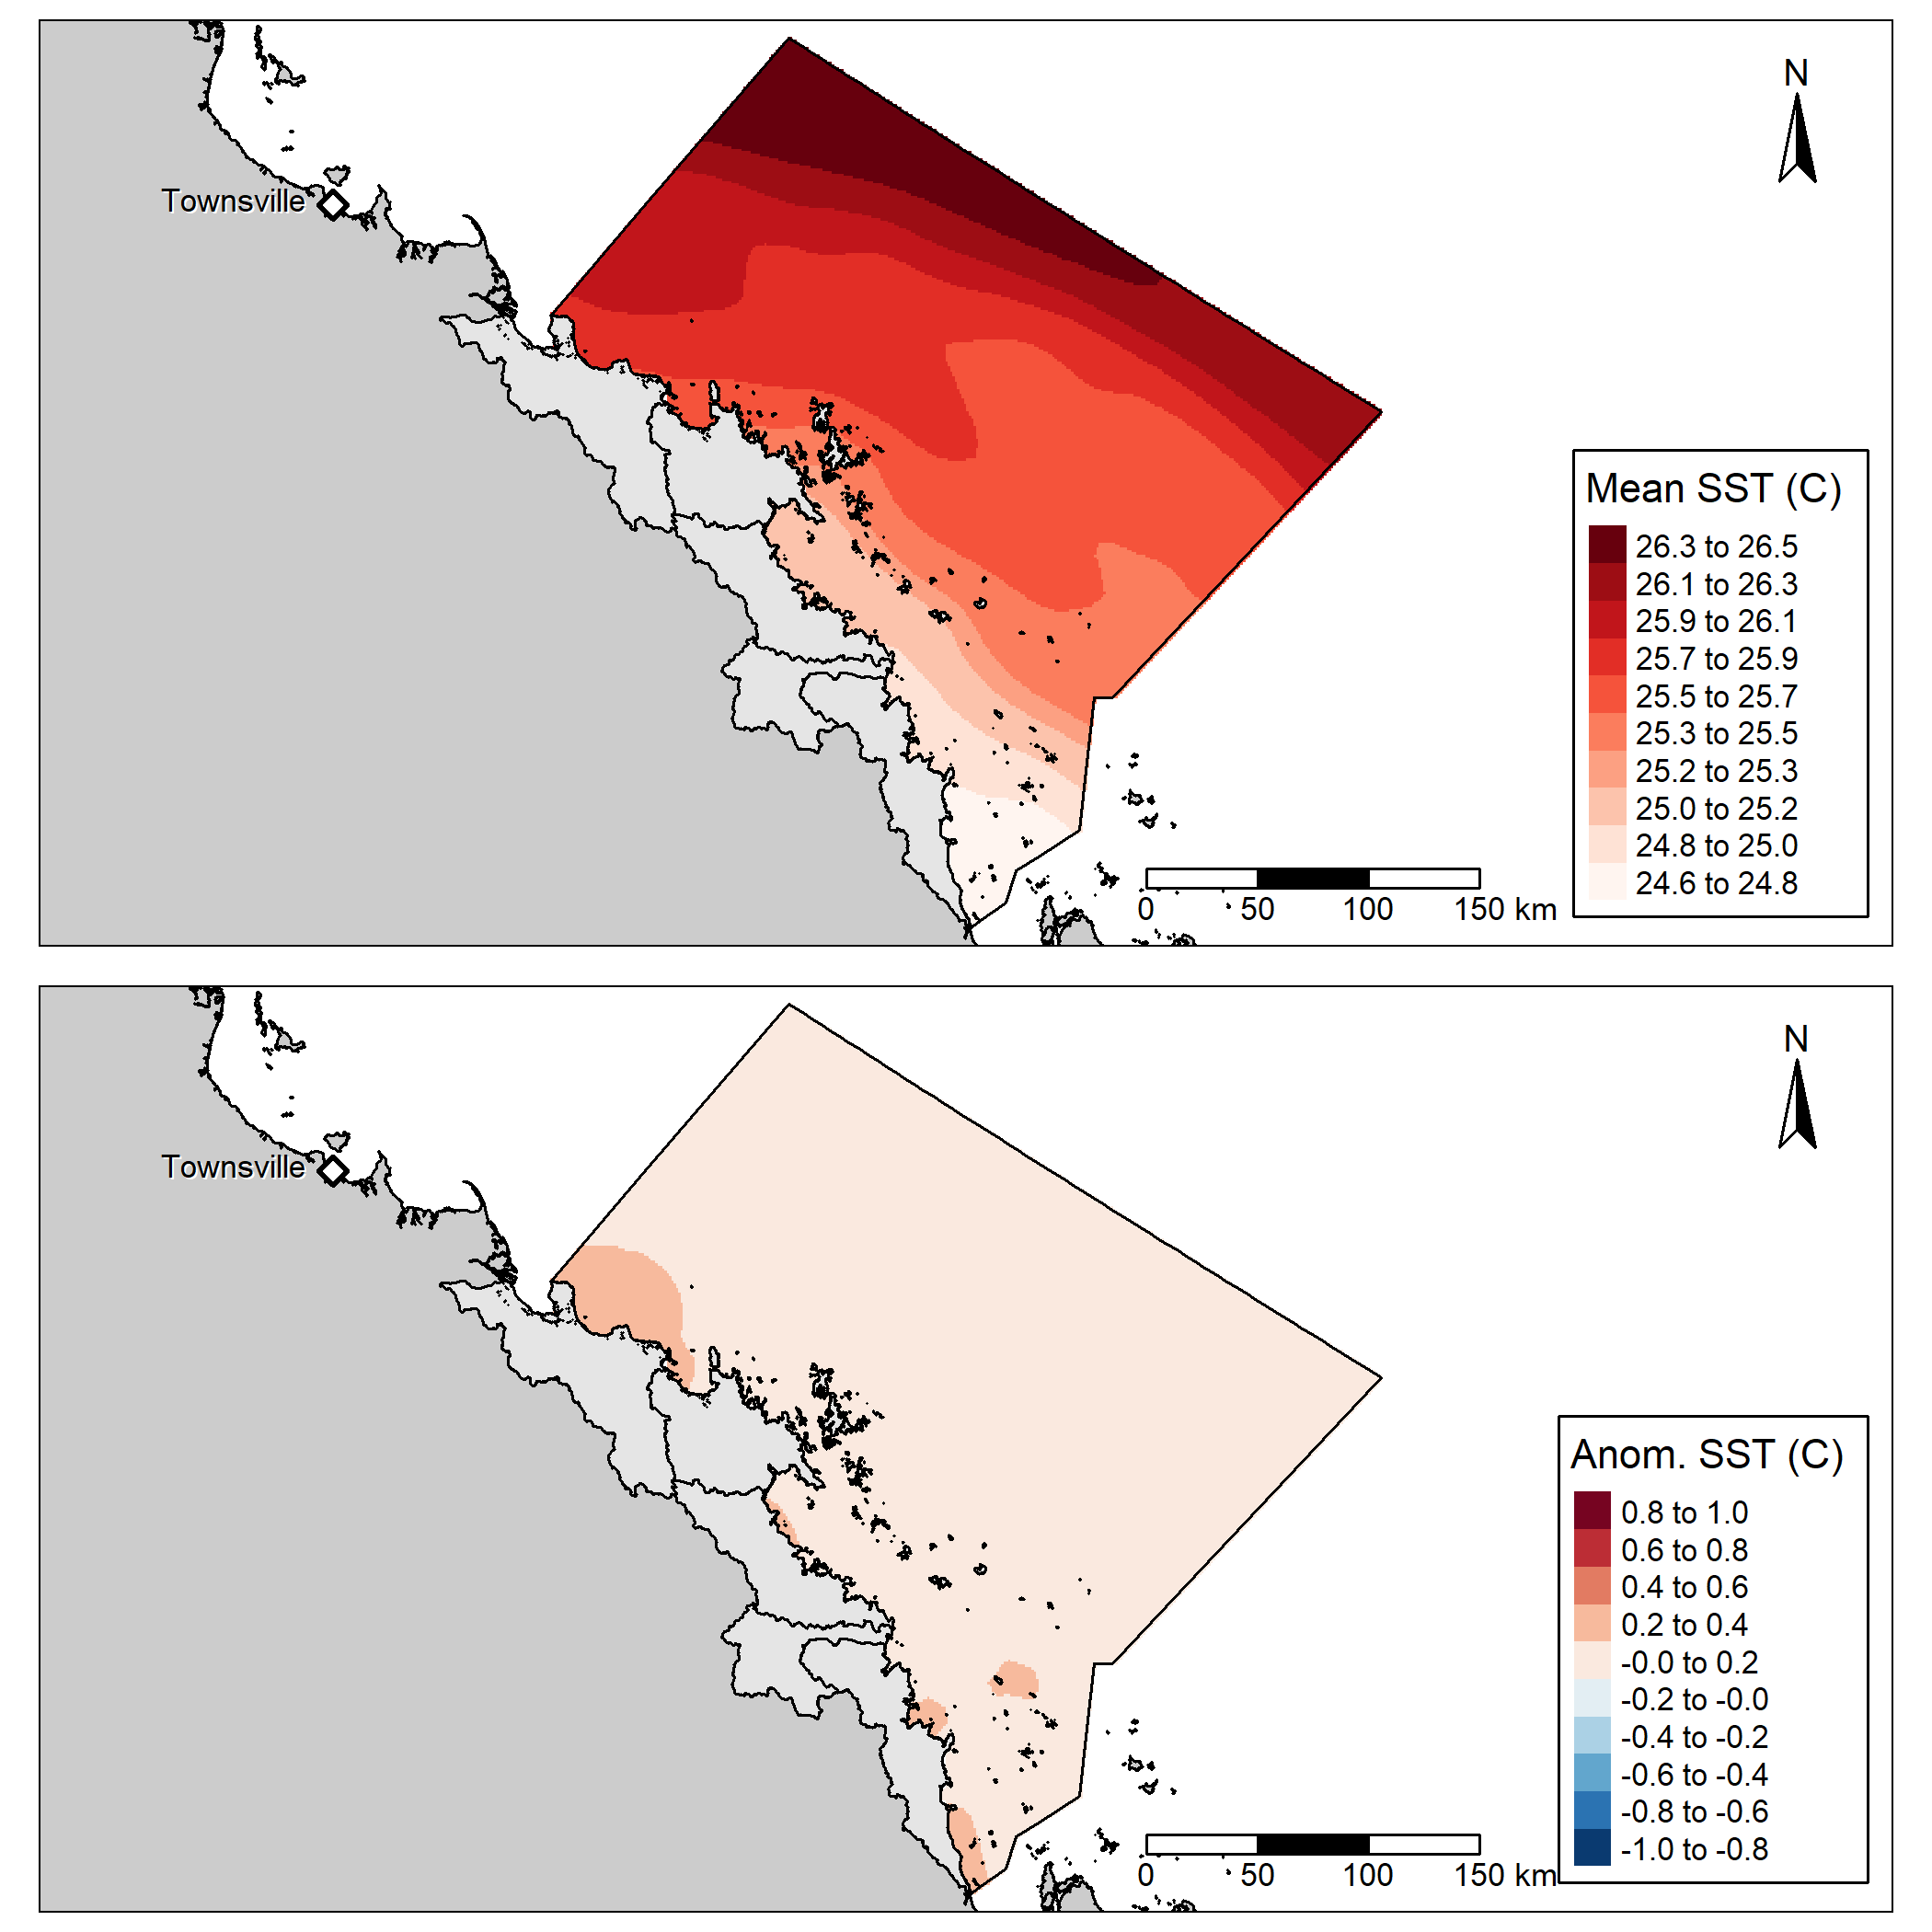 N
Townsville
Mean SST (C)
26.3 to 26.5
26.1 to 26.3
25.9 to 26.1
25.7 to 25.9
25.5 to 25.7
25.3 to 25.5
25.2 to 25.3
25.0 to 25.2
24.8 to 25.0
24.6 to 24.8
0 50 100 150 km
N
Townsville
Anom. SST (C)
0.8 to 1.0
0.6 to 0.8
0.4 to 0.6
0.2 to 0.4
-0.0 to 0.2
-0.2 to -0.0
-0.4 to -0.2
-0.6 to -0.4
-0.8 to -0.6
-1.0 to -0.8
0 50 100 150 km